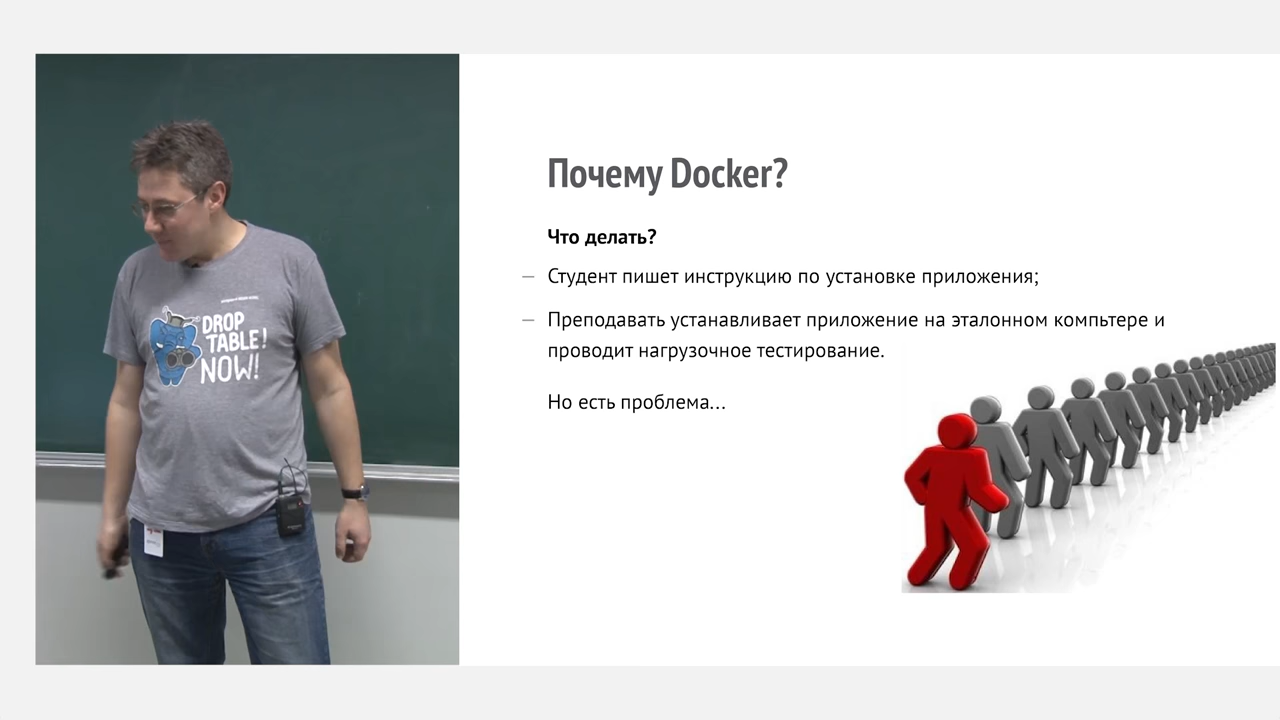 Почему Docker?
Что делать?
— Студент пишет инструкцию по установке приложения;
— Преподавать устанавливает приложение на эталонном компьтере и
проводит нагрузочное тестирование.
Но есть проблема...
DROP
TABLE!
NOW!